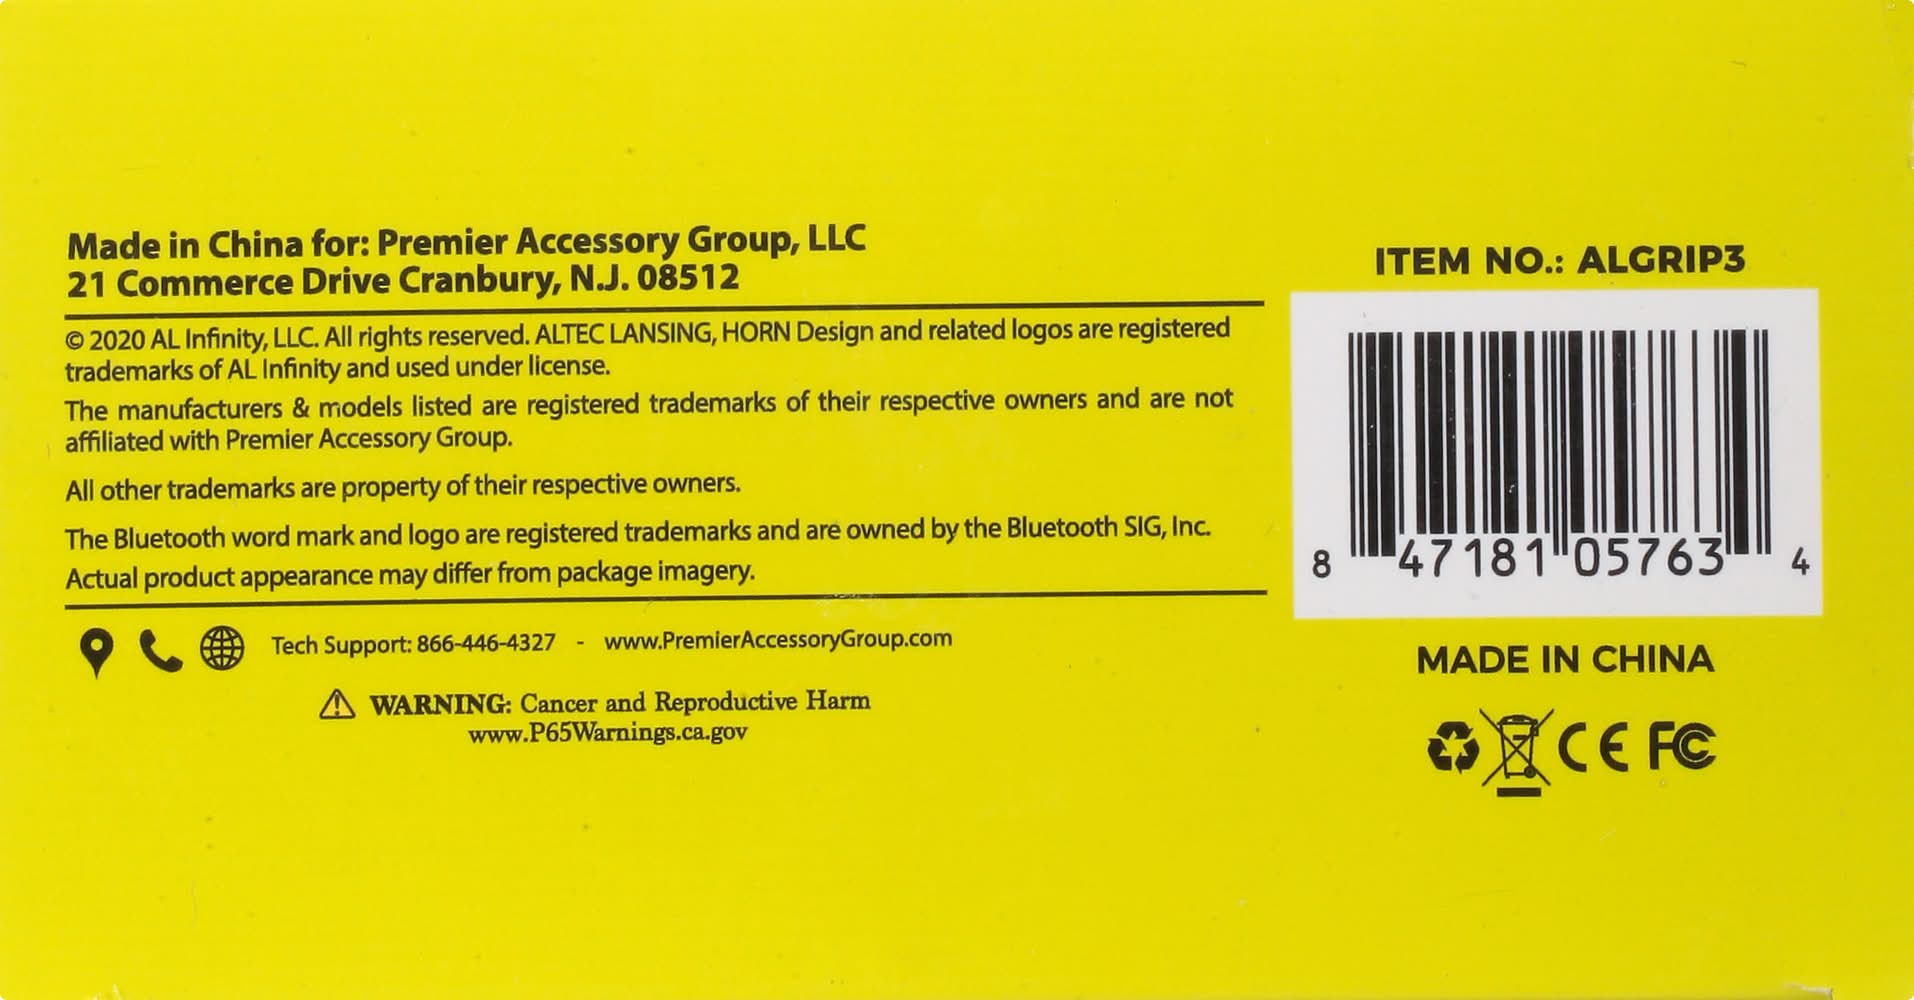 Made in China for: Premier Accessory Group, LLC
21 Commerce Drive Cranbury, N.J. 08512
© 2020 AL Infinity, LLC. All rights reserved. ALTEC LANSING, HORN Design and related logos are registered
trademarks of AL Infinity and used under license.
The manufacturers & models listed are registered trademarks of their respective owners and are not
affiliated with Premier Accessory Group.
All other trademarks are property of their respective owners.
The Bluetooth word mark and logo are registered trademarks and are owned by the Bluetooth SIG, Inc.
Actual product appearance may differ from package imagery.
Tech Support: 866-446-4327 - www.PremierAccessoryGroup.com
WARNING: Cancer and Reproductive Harm
www.P65Warnings.ca.gov
ITEM NO.: ALGRIP3
8 47181 05763 4
MADE IN CHINA
CE FC